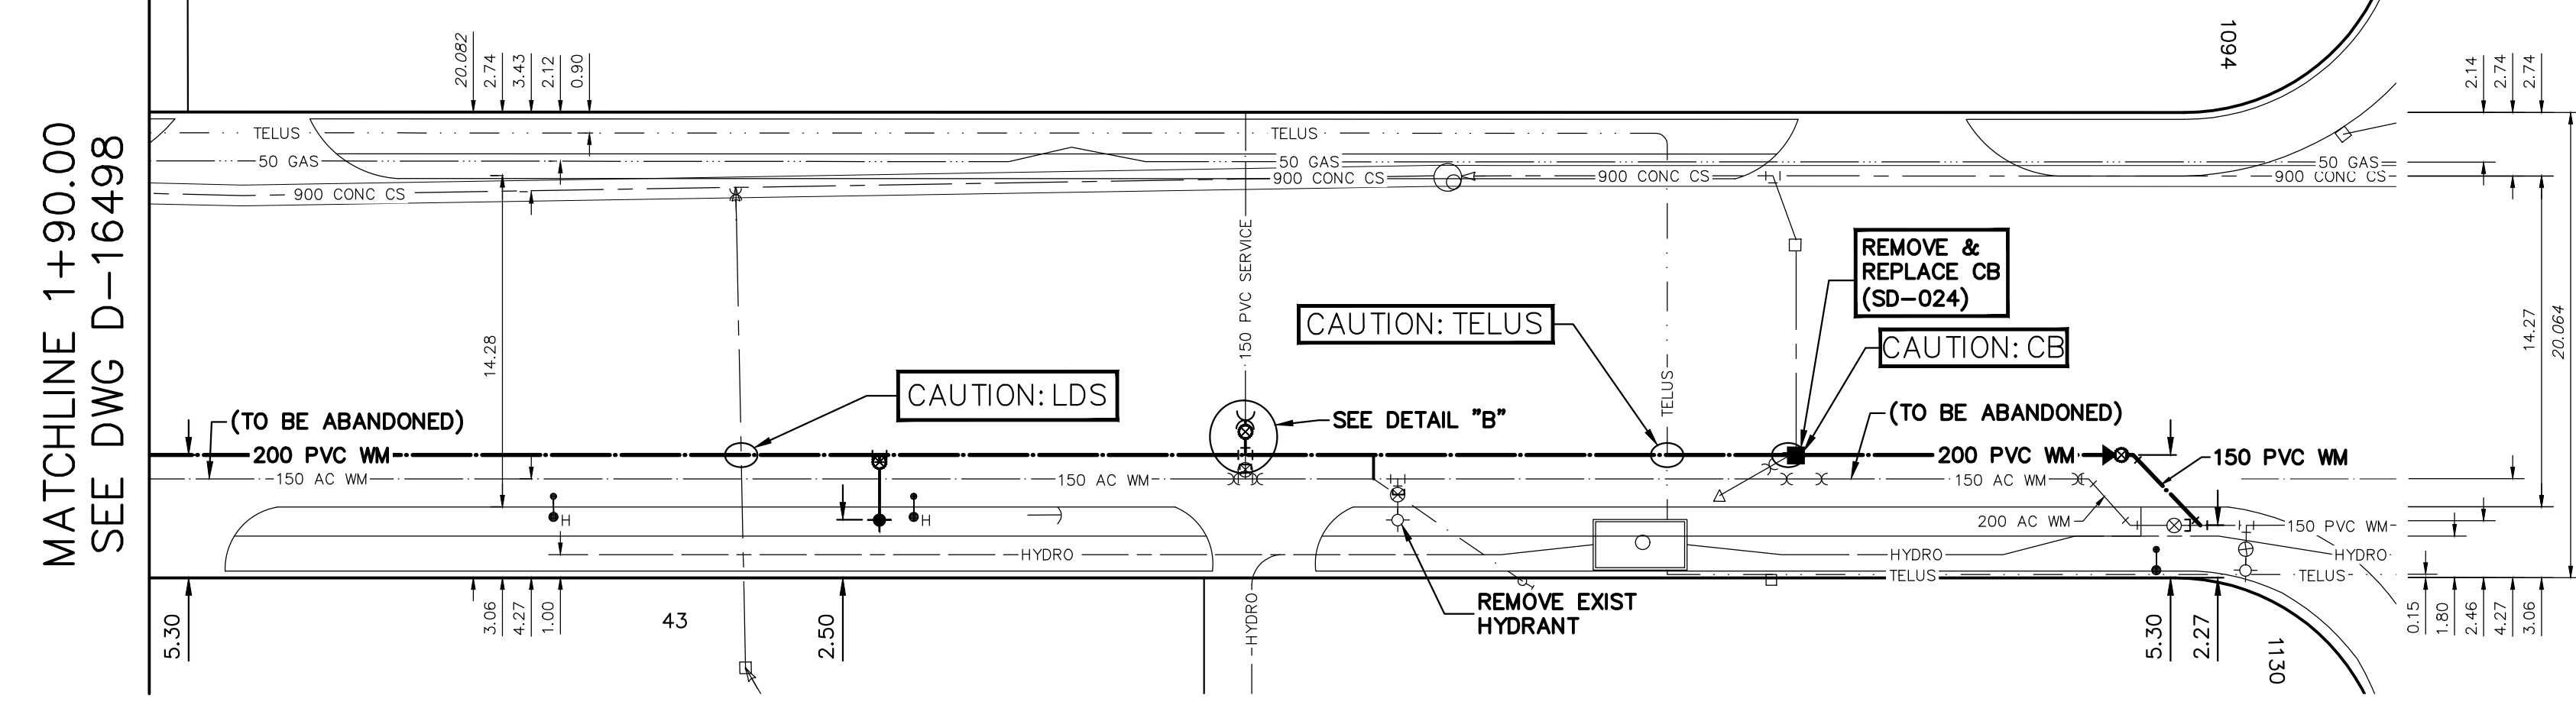 MATCHLINE 1+90.00
SEE DWG D-16498
20.082
2.74
3.43
2.12
0.90
1094
2.14
2.74
2.74
TELUS
TELUS
50 GAS
50 GAS
50 GAS
900 CONC CS
900 CONC CS
900 CONC CS
900 CONC CS
150 PVC SERVICE
REMOVE &
REPLACE CB
(SD-024)
CAUTION: TELUS
CAUTION: CB
14.28
14.27
20.064
CAUTION: LDS
TELUS
(TO BE ABANDONED)
SEE DETAIL "B"
(TO BE ABANDONED)
200 PVC WM
200 PVC WM
150 PVC WM
150 AC WM
150 AC WM
150 AC WM
H
H
200 AC WM
150 PVC WM
HYDRO
HYDRO
HYDRO
TELUS
TELUS
HYDRO
REMOVE EXIST
HYDRANT
5.30
3.06
4.27
1.00
43
2.50
5.30
2.27
1130
0.15
1.80
2.46
4.27
3.06